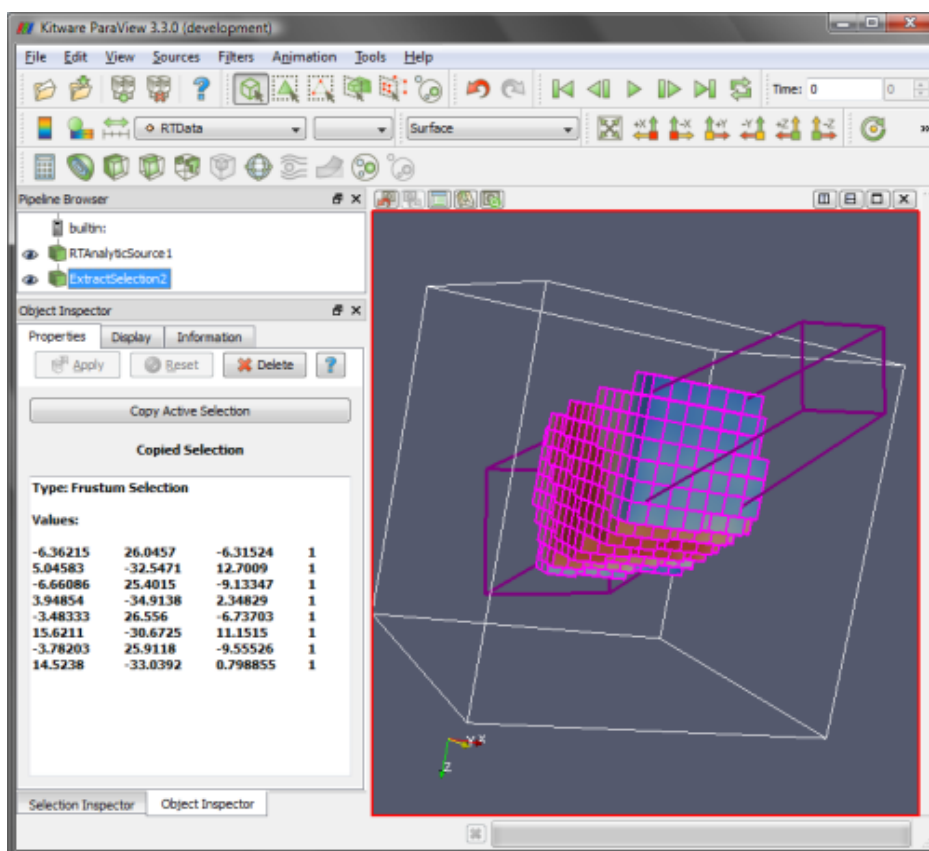 Kitware ParaView 3.3.0 (development)
File Edit View Sources Filters Animation Tools Help
Time: 0 0
RTData Surface
+X -X +Y -Y +Z -Z
Pipeline Browser
builtin:
RTAnalyticSource1
ExtractSelection2
Object Inspector
Properties Display Information
Apply Reset Delete ?
Copy Active Selection
Copied Selection
Type: Frustum Selection
Values:
-6.36215 26.0457 -6.31524 1
5.04583 -32.5471 12.7009 1
-6.66086 25.4015 -9.13347 1
3.94854 -34.9138 2.34829 1
-3.48333 26.556 -6.73703 1
15.6211 -30.6725 11.1515 1
-3.78203 25.9118 -9.55526 1
14.5238 -33.0392 0.798855 1
Y X
Z
Selection Inspector Object Inspector